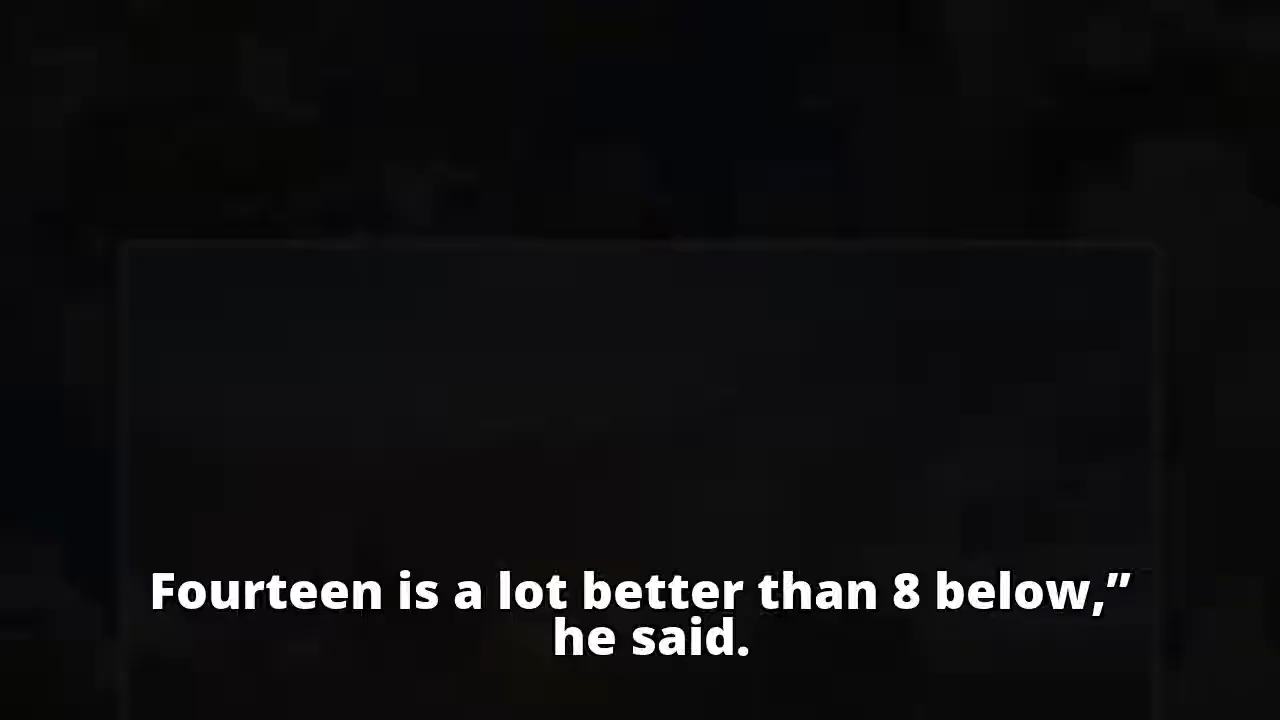 Fourteen is a lot better than 8 below,”
he said.